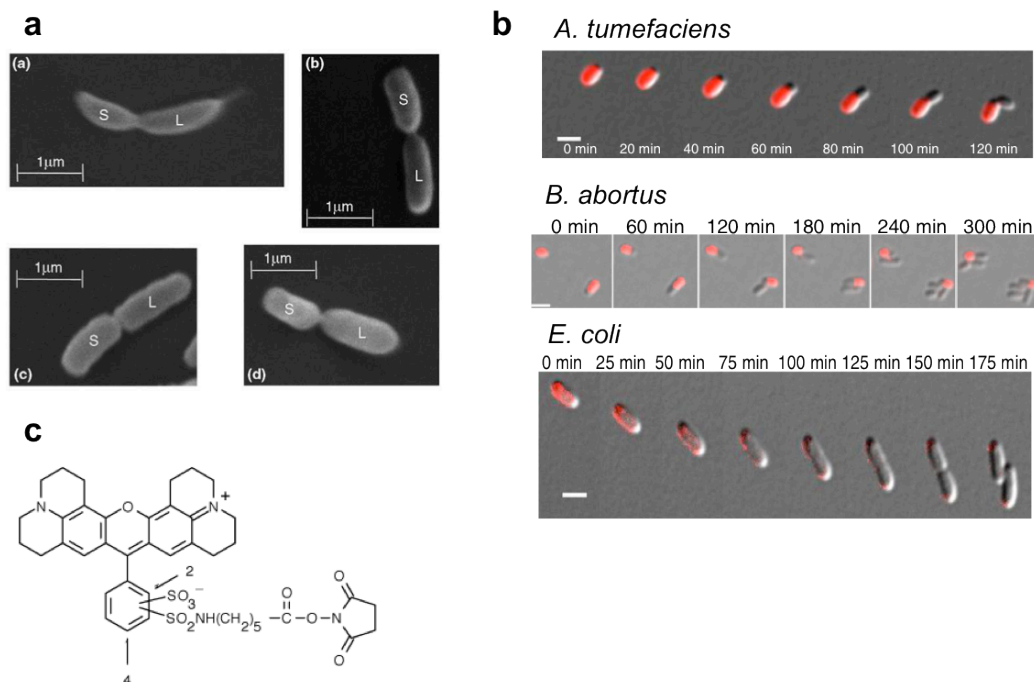 a
(a)
S
L
1μm
(b)
S
L
1μm
1μm
S
L
(c)
1μm
S
L
(d)
b
A. tumefaciens
0 min 20 min 40 min 60 min 80 min 100 min 120 min
B. abortus
0 min 60 min 120 min 180 min 240 min 300 min
E. coli
0 min 25 min 50 min 75 min 100 min 125 min 150 min 175 min
c
N O N +
2
SO3 −
SO2NH(CH2)5 –C–O–N
O
O
O
4